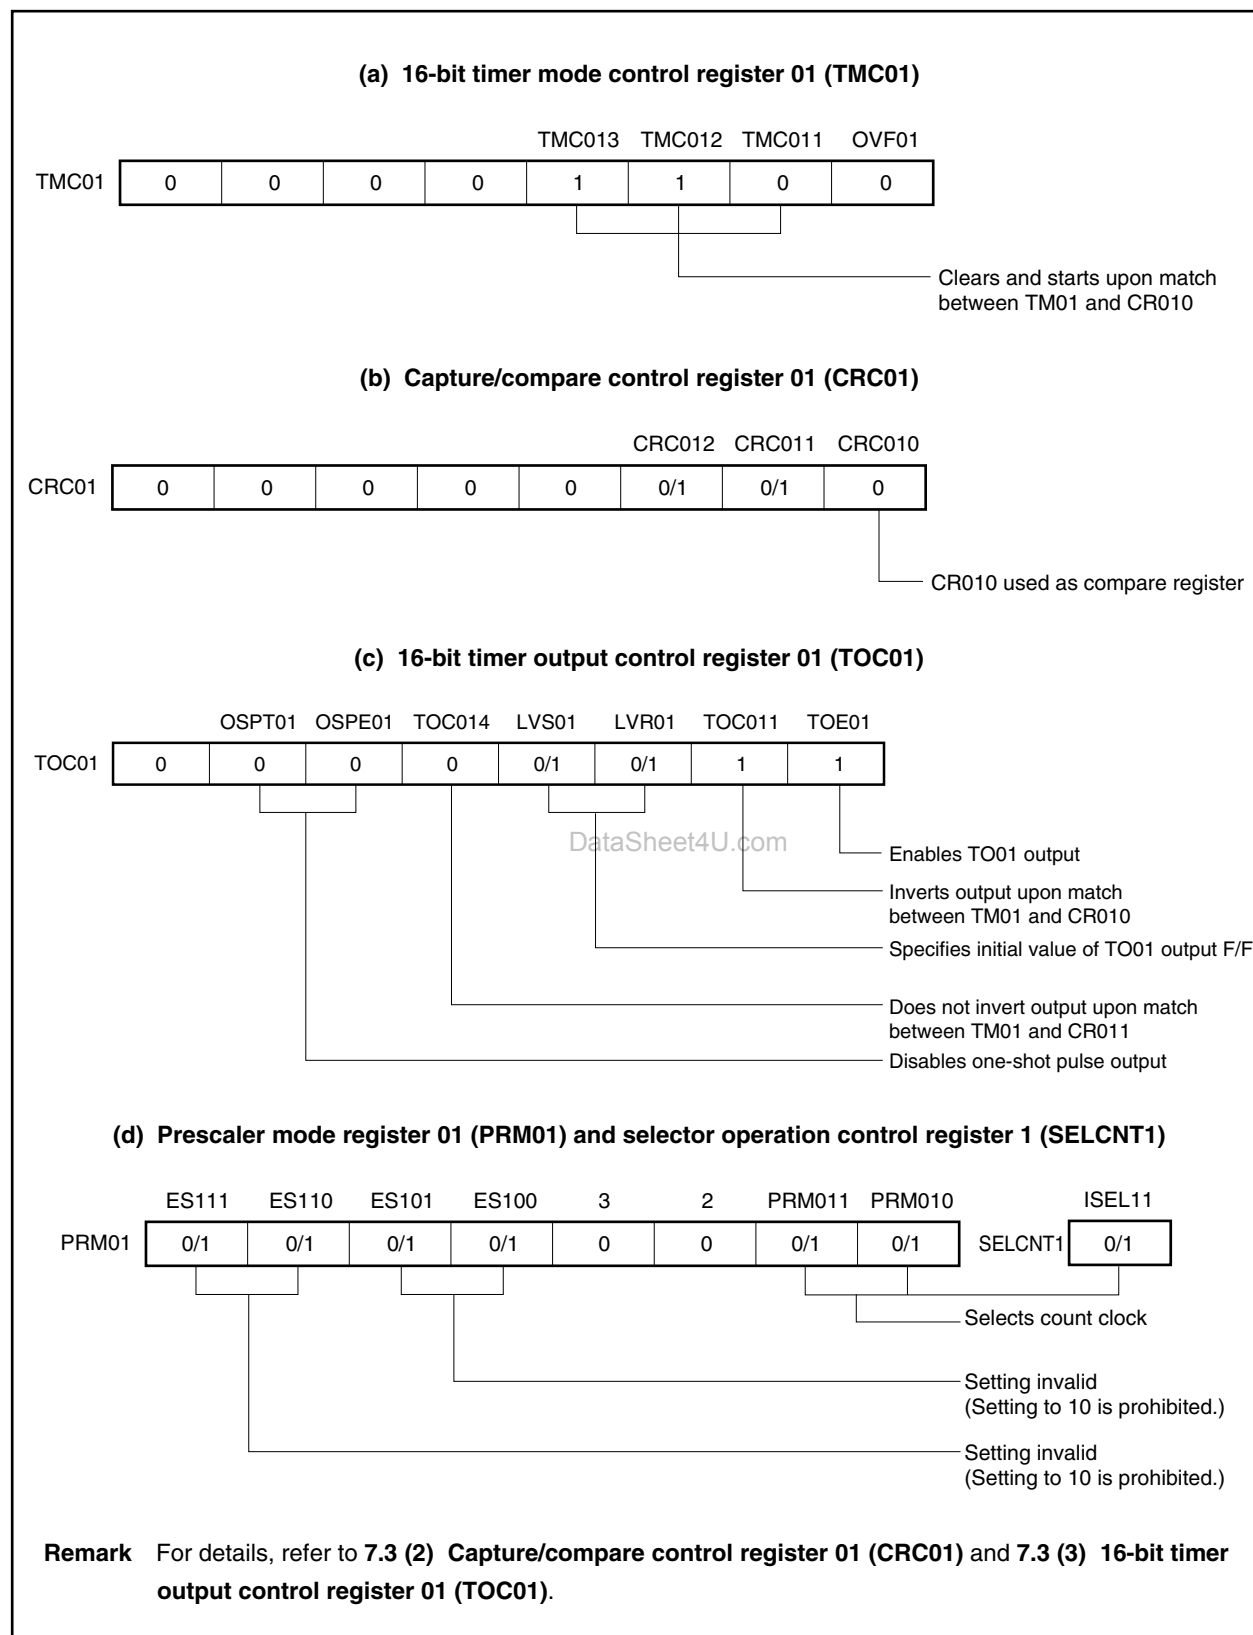 (a) 16-bit timer mode control register 01 (TMC01)
TMC013 TMC012 TMC011 OVF01
TMC01 0 0 0 0 1 1 0 0
Clears and starts upon match
between TM01 and CR010
(b) Capture/compare control register 01 (CRC01)
CRC012 CRC011 CRC010
CRC01 0 0 0 0 0 0/1 0/1 0
CR010 used as compare register
(c) 16-bit timer output control register 01 (TOC01)
OSPT01 OSPE01 TOC014 LVS01 LVR01 TOC011 TOE01
TOC01 0 0 0 0 0/1 0/1 1 1
DataSheet4U.com
Enables TO01 output
Inverts output upon match
between TM01 and CR010
Specifies initial value of TO01 output F/F
Does not invert output upon match
between TM01 and CR011
Disables one-shot pulse output
(d) Prescaler mode register 01 (PRM01) and selector operation control register 1 (SELCNT1)
ES111 ES110 ES101 ES100 3 2 PRM011 PRM010 ISEL11
PRM01 0/1 0/1 0/1 0/1 0 0 0/1 0/1 SELCNT1 0/1
Selects count clock
Setting invalid
(Setting to 10 is prohibited.)
Setting invalid
(Setting to 10 is prohibited.)
Remark For details, refer to 7.3 (2) Capture/compare control register 01 (CRC01) and 7.3 (3) 16-bit timer
output control register 01 (TOC01).